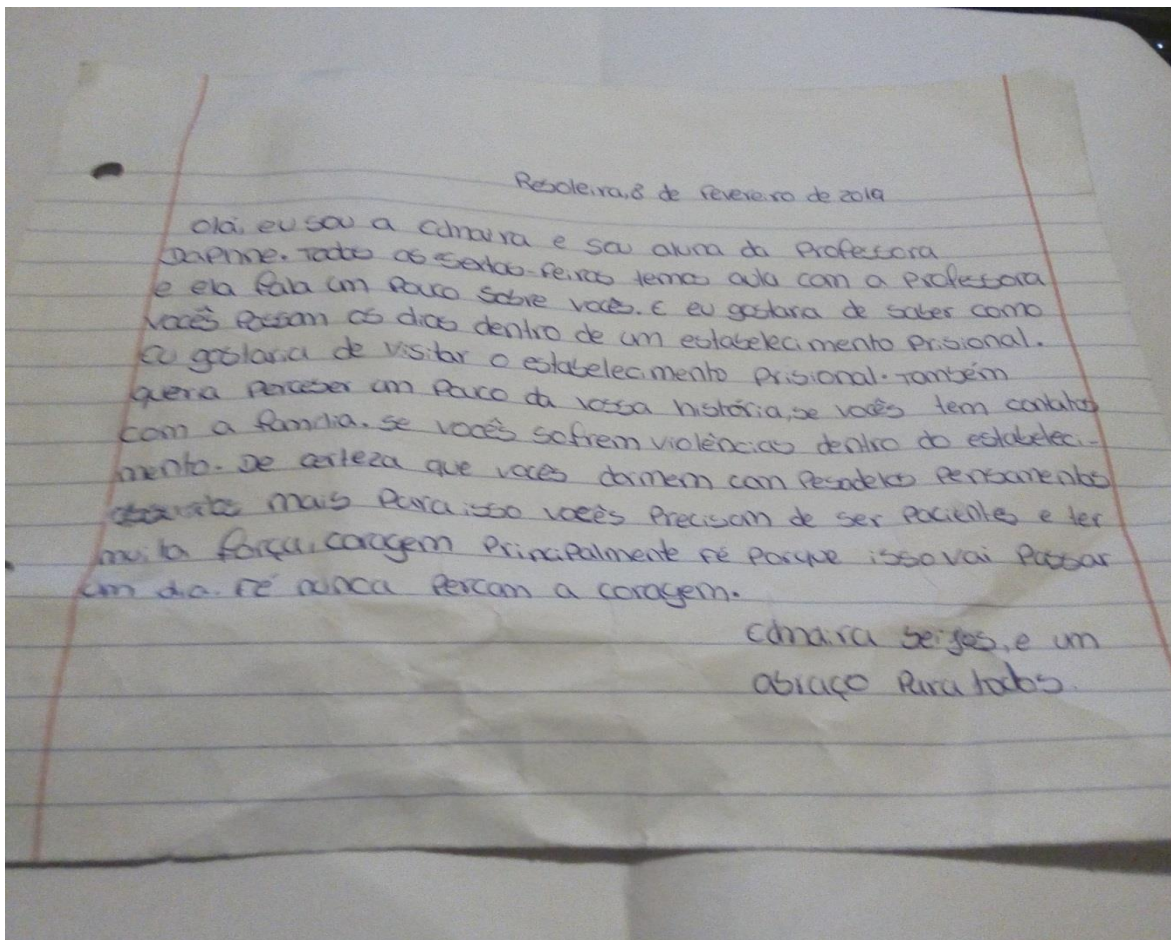 Reboleira, 8 de fevereiro de 2019
Olá, eu sou a e sou aluna da Professora
Daphne. Todas as sextas-feiras temos aula com a professora
e ela fala um pouco sobre vocês. E eu gostaria de saber como
vocês passam os dias dentro de um estabelecimento prisional.
Eu gostaria de visitar o estabelecimento prisional. Também
queria perceber um pouco da vossa história, se vocês tem contatos
com a família. se vocês sofrem violências dentro do estabeleci-
mento. De certeza que vocês dormem com Pesadelos Pensamentos
mais para isso vocês Precisam de ser pacientes e ter
muita força, coragem Principalmente fé porque isso vai Passar
um dia. Fé nunca percam a coragem.
beijos, e um
abraço Para todos.